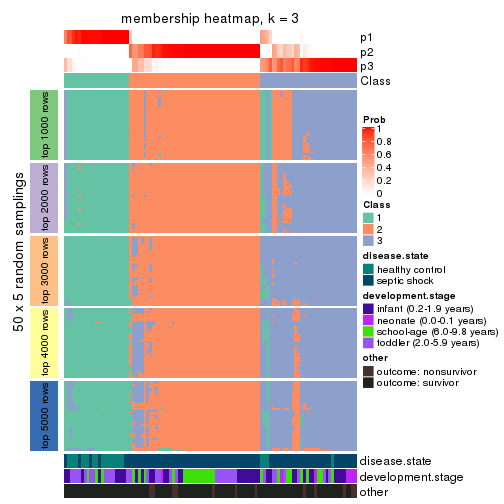 membership heatmap, k = 3
p1
p2
p3
Class
50 x 5 random samplings
top 1000 rows
top 2000 rows
top 3000 rows
top 4000 rows
top 5000 rows
Prob
1
0.8
0.6
0.4
0.2
0
Class
1
2
3
disease.state
healthy control
septic shock
development.stage
infant (0.2-1.9 years)
neonate (0.0-0.1 years)
school-age (6.0-9.8 years)
toddler (2.0-5.9 years)
other
outcome: nonsurvivor
outcome: survivor
disease.state
development.stage
other